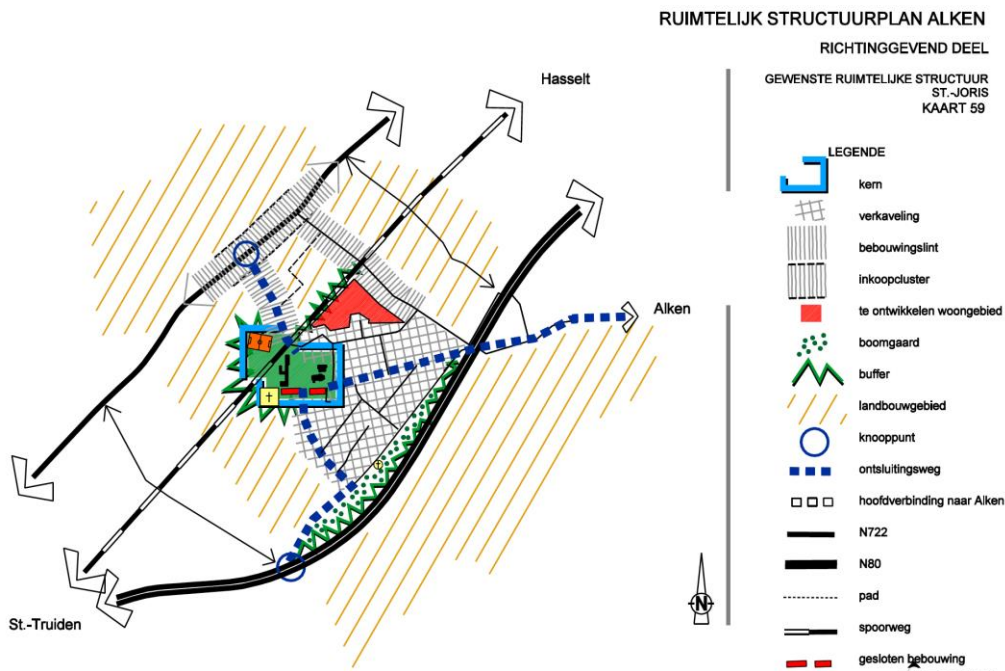 RUIMTELIJK STRUCTUURPLAN ALKEN
RICHTINGGEVEND DEEL
GEWENSTE RUIMTELIJKE STRUCTUUR
ST.-JORIS
KAART 59
Hasselt
Alken
St.-Truiden
N
LEGENDE
kern
verkaveling
bebouwingslint
inkoopcluster
te ontwikkelen woongebied
boomgaard
buffer
landbouwgebied
knooppunt
ontsluitingsweg
hoofdverbinding naar Alken
N722
N80
pad
spoorweg
gesloten bebouwing